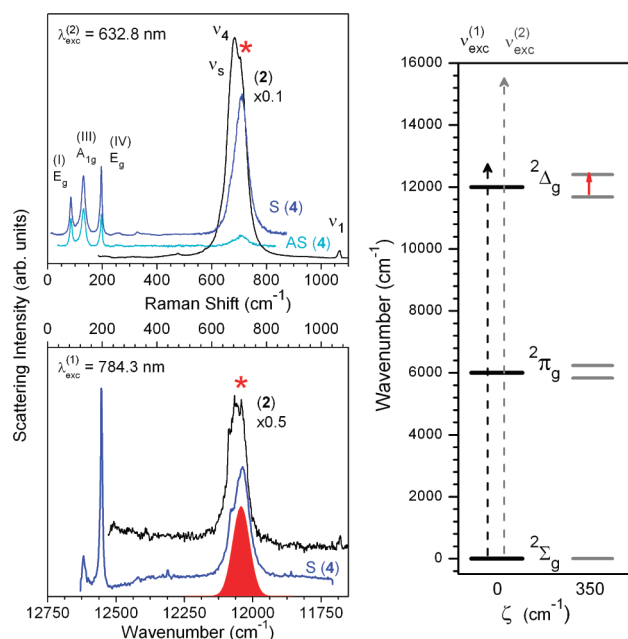 λexc(2) = 632.8 nm
ν4
*
νs
(2)
x0.1
(I)
Eg
(III)
A1g
(IV)
Eg
S (4)
AS (4)
ν1
0 200 400 600 800 1000
Raman Shift (cm-1)
Scattering Intensity (arb. units)
0 200 400 600 800 1000
λexc(1) = 784.3 nm
*
(2)
x0.5
S (4)
12750 12500 12250 12000 11750
Wavenumber (cm-1)
νexc(1) νexc(2)
16000
14000
12000
10000
8000
6000
4000
2000
0
Wavenumber (cm-1)
2Δg
2πg
2Σg
0 350
ζ (cm-1)